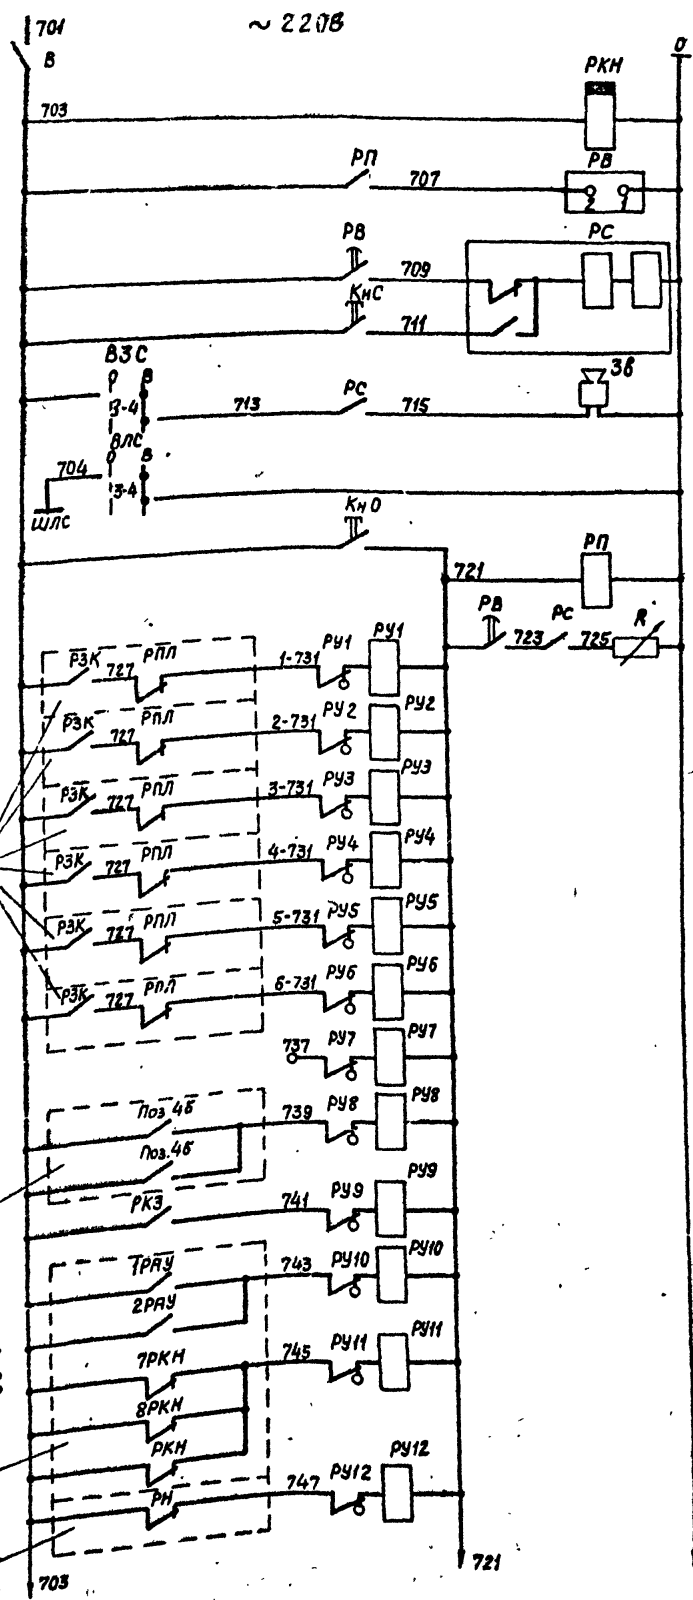 701
~ 220В
В
0
РКН
703
РП
707
РВ
2 1
РВ
709
РС
КнС
711
ВЗС
0 В
3-4
713
РС
715
Зв
ВЛС
0 В
704
3-4
ШЛС
КнО
РП
721
РВ
723
РС
725
R
РЗК
727
РПЛ
1-731
РУ1
РУ1
РЗК
727
РПЛ
2-731
РУ2
РУ2
РЗК
727
РПЛ
3-731
РУ3
РУ3
РЗК
727
РПЛ
4-731
РУ4
РУ4
РЗК
727
РПЛ
5-731
РУ5
РУ5
РЗК
727
РПЛ
6-731
РУ6
РУ6
737
РУ7
РУ7
Поз.4б
739
РУ8
РУ8
Поз.4б
РКЗ
741
РУ9
РУ9
1РАУ
743
РУ10
РУ10
2РАУ
7РКН
745
РУ11
РУ11
8РКН
РКН
РН
747
РУ12
РУ12
703
721